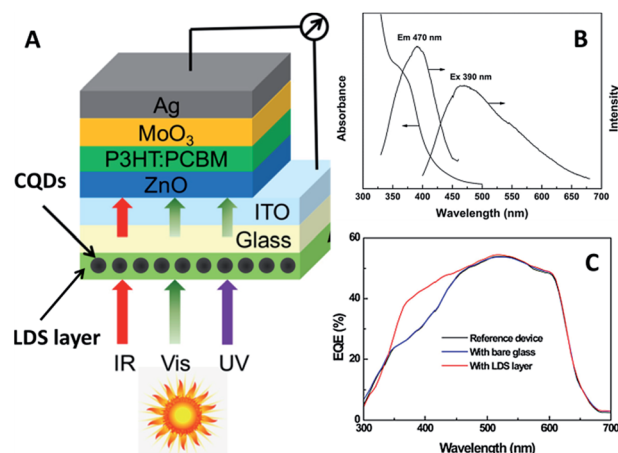 A
Ag
MoO3
P3HT:PCBM
ZnO
ITO
Glass
CQDs
LDS layer
IR Vis UV
B
Em 470 nm
Ex 390 nm
Absorbance
Intensity
300 350 400 450 500 550 600 650 700
Wavelength (nm)
C
60
40
20
0
EQE (%)
Reference device
With bare glass
With LDS layer
300 400 500 600 700
Wavelength (nm)